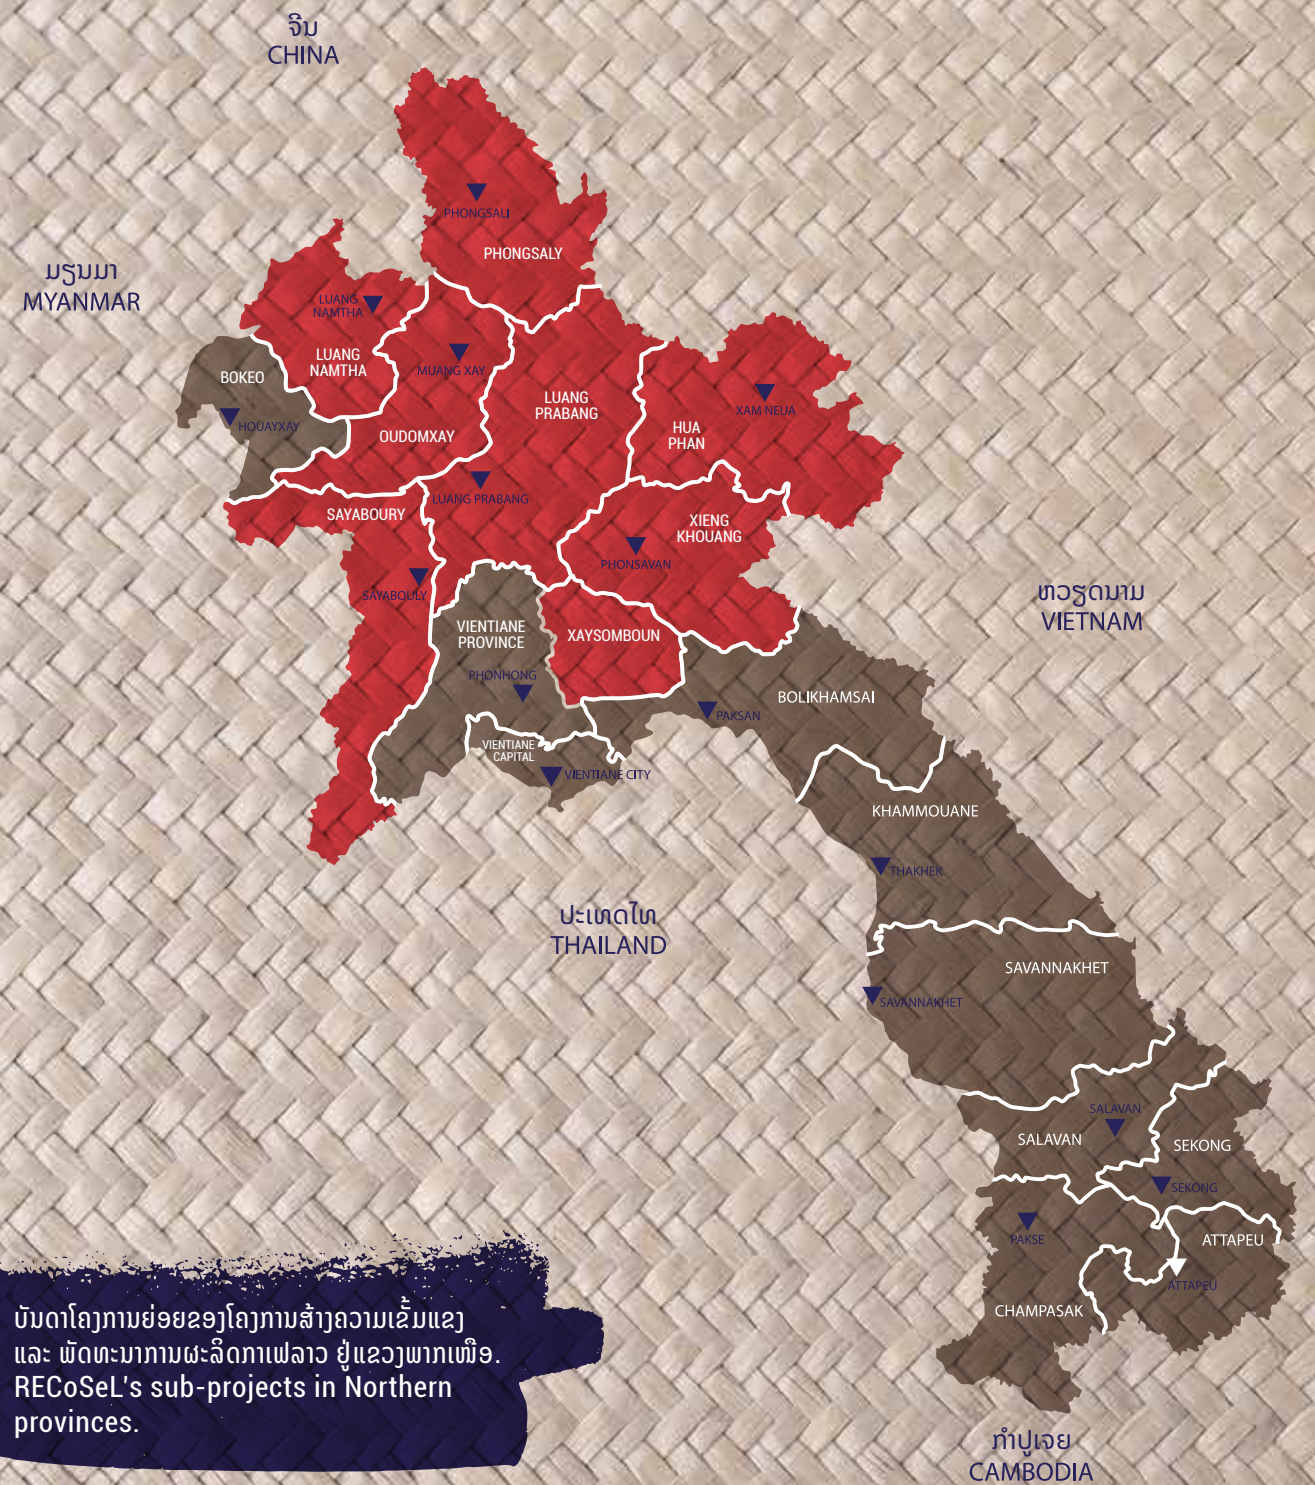 ຈີນ
CHINA
PHONGSALI
PHONGSALY
ມຽນມາ
MYANMAR
LUANG
NAMTHA
LUANG
NAMTHA
MUANG XAY
BOKEO
HOUAYXAY
OUDOMXAY
LUANG
PRABANG
HUA
PHAN
XAM NEUA
LUANG PRABANG
SAYABOURY
XIENG
KHOUANG
PHONSAVAN
SAYABOULY
ຫວຽດນາມ
VIETNAM
VIENTIANE
PROVINCE
XAYSOMBOUN
PHONHONG
BOLIKHAMSAI
PAKSAN
VIENTIANE
CAPITAL
VIENTIANE CITY
KHAMMOUANE
THAKHEK
ປະເທດໄທ
THAILAND
SAVANNAKHET
SAVANNAKHET
SALAVAN
SALAVAN
SEKONG
SEKONG
PAKSE
ATTAPEU
ATTAPEU
CHAMPASAK
ບັນດາໂຄງການຍ່ອຍຂອງໂຄງການສ້າງຄວາມເຂັ້ມແຂງ
ແລະ ພັດທະນາການຜະລິດກາເຟລາວ ຢູ່ແຂວງພາກເໜືອ.
RECoSeL's sub-projects in Northern
provinces.
ກຳປູເຈຍ
CAMBODIA